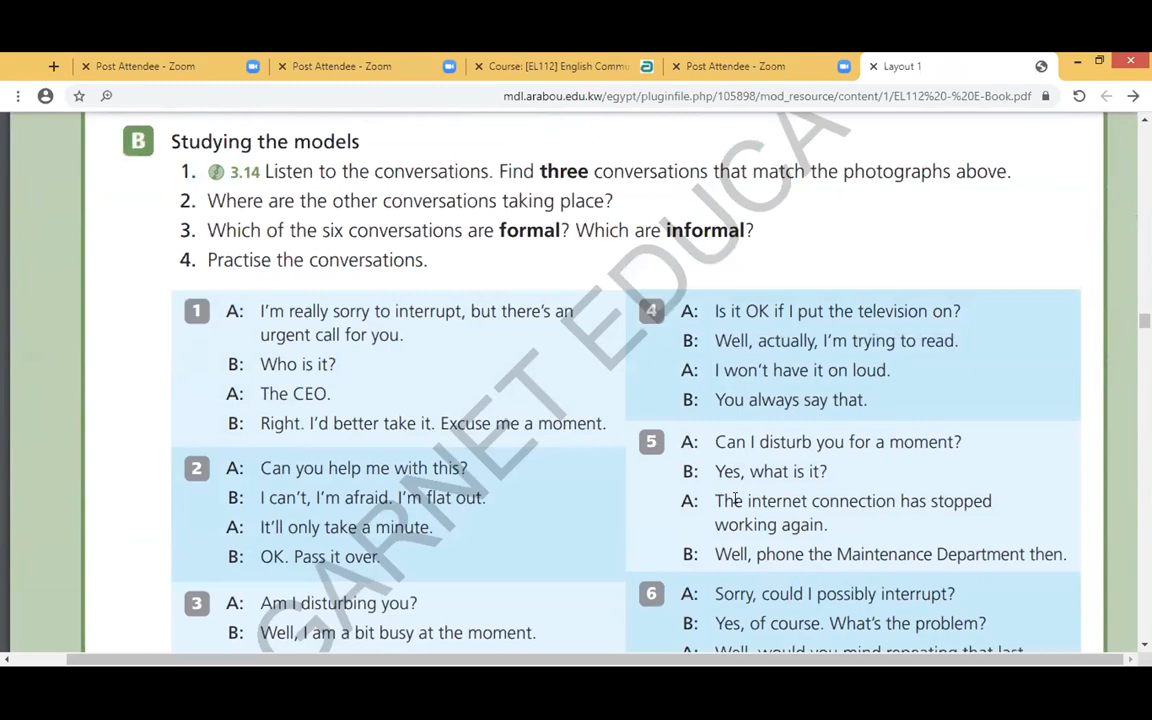 Post Attendee - Zoom
Post Attendee - Zoom
Course: [EL112] English Commu
Post Attendee - Zoom
Layout 1
mdl.arabou.edu.kw/egypt/pluginfile.php/105898/mod_resource/content/1/EL112%20-%20E-Book.pdf
B Studying the models
1. 3.14 Listen to the conversations. Find three conversations that match the photographs above.
2. Where are the other conversations taking place?
3. Which of the six conversations are formal? Which are informal?
4. Practise the conversations.
1 A: I'm really sorry to interrupt, but there's an
urgent call for you.
B: Who is it?
A: The CEO.
B: Right. I'd better take it. Excuse me a moment.
2 A: Can you help me with this?
B: I can't, I'm afraid. I'm flat out.
A: It'll only take a minute.
B: OK. Pass it over.
3 A: Am I disturbing you?
B: Well, I am a bit busy at the moment.
4 A: Is it OK if I put the television on?
B: Well, actually, I'm trying to read.
A: I won't have it on loud.
B: You always say that.
5 A: Can I disturb you for a moment?
B: Yes, what is it?
A: The internet connection has stopped
working again.
B: Well, phone the Maintenance Department then.
6 A: Sorry, could I possibly interrupt?
B: Yes, of course. What's the problem?
A: Well, would you mind repeating that last
GARNET EDUCA